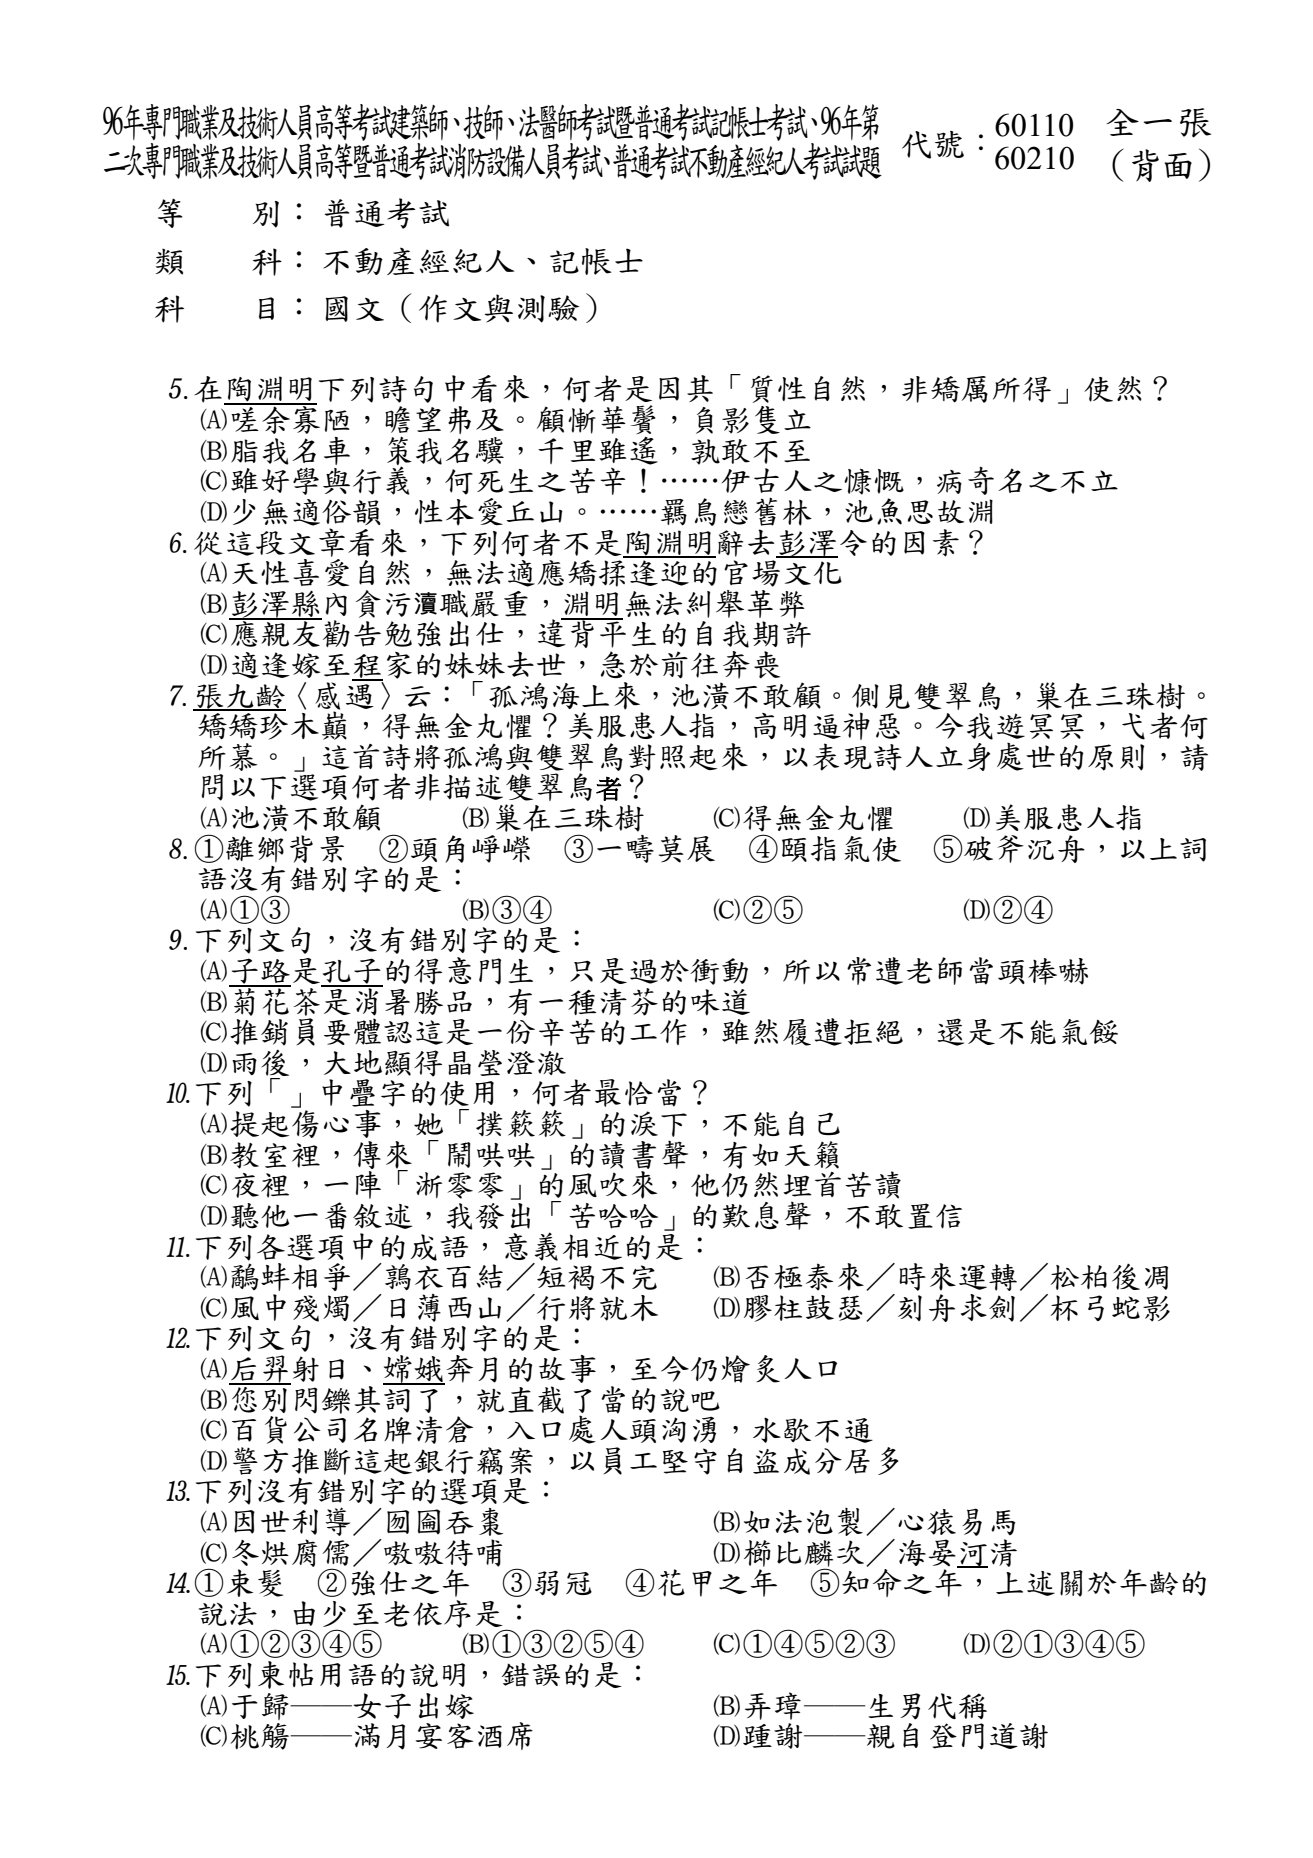 96年專門職業及技術人員高等考試建築師、技師、法醫師考試暨普通考試記帳士考試、96年第
二次專門職業及技術人員高等暨普通考試消防設備人員考試、普通考試不動產經紀人考試試題
代號：60110
60210
全一張
（背面）
等　　別：普通考試
類　　科：不動產經紀人、記帳士
科　　目：國文（作文與測驗）
5.在陶淵明下列詩句中看來，何者是因其「質性自然，非矯厲所得」使然？
(A)嗟余寡陋，瞻望弗及。顧慚華鬢，負影隻立
(B)脂我名車，策我名驥，千里雖遙，孰敢不至
(C)雖好學與行義，何死生之苦辛！……伊古人之慷慨，病奇名之不立
(D)少無適俗韻，性本愛丘山。……羈鳥戀舊林，池魚思故淵
6.從這段文章看來，下列何者不是陶淵明辭去彭澤令的因素？
(A)天性喜愛自然，無法適應矯揉逢迎的官場文化
(B)彭澤縣內貪污瀆職嚴重，淵明無法糾舉革弊
(C)應親友勸告勉強出仕，違背平生的自我期許
(D)適逢嫁至程家的妹妹去世，急於前往奔喪
7.張九齡〈感遇〉云：「孤鴻海上來，池潢不敢顧。側見雙翠鳥，巢在三珠樹。
矯矯珍木巔，得無金丸懼？美服患人指，高明逼神惡。今我遊冥冥，弋者何
所慕。」這首詩將孤鴻與雙翠鳥對照起來，以表現詩人立身處世的原則，請
問以下選項何者非描述雙翠鳥者？
(A)池潢不敢顧　(B)巢在三珠樹　(C)得無金丸懼　(D)美服患人指
8.①離鄉背景　②頭角崢嶸　③一疇莫展　④頤指氣使　⑤破斧沉舟，以上詞
語沒有錯別字的是：
(A)①③　(B)③④　(C)②⑤　(D)②④
9.下列文句，沒有錯別字的是：
(A)子路是孔子的得意門生，只是過於衝動，所以常遭老師當頭棒嚇
(B)菊花茶是消暑勝品，有一種清芬的味道
(C)推銷員要體認這是一份辛苦的工作，雖然履遭拒絕，還是不能氣餒
(D)雨後，大地顯得晶瑩澄澈
10.下列「」中疊字的使用，何者最恰當？
(A)提起傷心事，她「撲簌簌」的淚下，不能自己
(B)教室裡，傳來「鬧哄哄」的讀書聲，有如天籟
(C)夜裡，一陣「淅零零」的風吹來，他仍然埋首苦讀
(D)聽他一番敘述，我發出「苦哈哈」的歎息聲，不敢置信
11.下列各選項中的成語，意義相近的是：
(A)鷸蚌相爭／鶉衣百結／短褐不完　(B)否極泰來／時來運轉／松柏後凋
(C)風中殘燭／日薄西山／行將就木　(D)膠柱鼓瑟／刻舟求劍／杯弓蛇影
12.下列文句，沒有錯別字的是：
(A)后羿射日、嫦娥奔月的故事，至今仍燴炙人口
(B)您別閃鑠其詞了，就直截了當的說吧
(C)百貨公司名牌清倉，入口處人頭洶湧，水歇不通
(D)警方推斷這起銀行竊案，以員工堅守自盜成分居多
13.下列沒有錯別字的選項是：
(A)因世利導／囫圇吞棗　(B)如法泡製／心猿易馬
(C)冬烘腐儒／嗷嗷待哺　(D)櫛比麟次／海晏河清
14.①束髮　②強仕之年　③弱冠　④花甲之年　⑤知命之年，上述關於年齡的
說法，由少至老依序是：
(A)①②③④⑤　(B)①③②⑤④　(C)①④⑤②③　(D)②①③④⑤
15.下列柬帖用語的說明，錯誤的是：
(A)于歸——女子出嫁　(B)弄璋——生男代稱
(C)桃觴——滿月宴客酒席　(D)踵謝——親自登門道謝